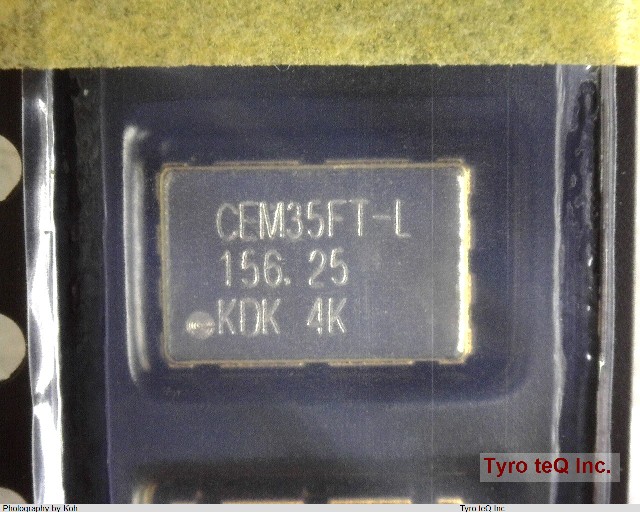 CEM35FT-L
156.25
KDK 4K
Tyro teQ Inc.
Photography by Koh
Tyro teQ Inc